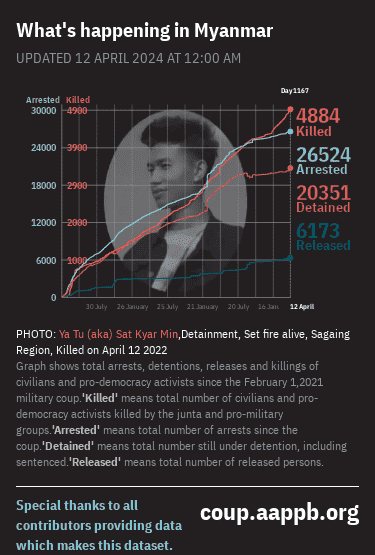 What's happening in Myanmar
UPDATED 12 APRIL 2024 AT 12:00 AM
Day1167
Arrested Killed
30000 4900
24000 3900
18000 2900
12000 2000
6000 1000
0
4884
Killed
26524
Arrested
20351
Detained
6173
Released
30 July 26 January 25 July 21 January 20 July 16 Jan. 12 April
PHOTO: Ya Tu (aka) Sat Kyar Min,Detainment, Set fire alive, Sagaing
Region, Killed on April 12 2022
Graph shows total arrests, detentions, releases and killings of
civilians and pro-democracy activists since the February 1,2021
military coup.'Killed' means total number of civilians and pro-
democracy activists killed by the junta and pro-military
groups.'Arrested' means total number of arrests since the
coup.'Detained' means total number still under detention, including
sentenced.'Released' means total number of released persons.
Special thanks to all
contributors providing data
which makes this dataset.
coup.aappb.org